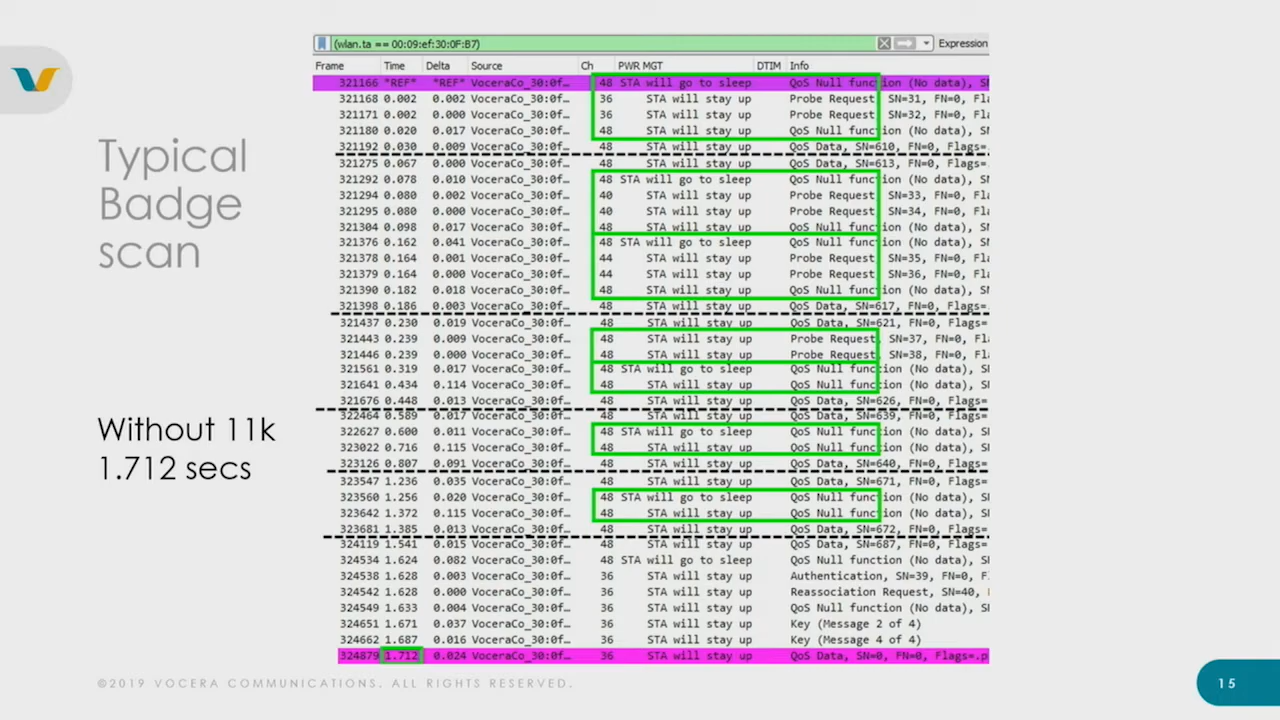 (wlan.ta == 00:09:ef:30:0F:B7) Expression
Frame Time Delta Source Ch PWR MGT DTIM Info
321166 *REF* *REF* VoceraCo_30:0f… 48 STA will go to sleep QoS Null function (No data), S
321168 0.002 0.002 VoceraCo_30:0f… 36 STA will stay up Probe Request, SN=31, FN=0, Fla
321171 0.002 0.000 VoceraCo_30:0f… 36 STA will stay up Probe Request, SN=32, FN=0, Fla
321180 0.020 0.017 VoceraCo_30:0f… 48 STA will stay up QoS Null function (No data), S
321192 0.030 0.009 VoceraCo_30:0f… 48 STA will stay up QoS Data, SN=610, FN=0, Flags=
321275 0.067 0.000 VoceraCo_30:0f… 48 STA will stay up QoS Data, SN=613, FN=0, Flags=
321292 0.078 0.010 VoceraCo_30:0f… 48 STA will go to sleep QoS Null function (No data), S
321294 0.080 0.002 VoceraCo_30:0f… 40 STA will stay up Probe Request, SN=33, FN=0, Fla
321295 0.080 0.000 VoceraCo_30:0f… 40 STA will stay up Probe Request, SN=34, FN=0, Fla
321304 0.098 0.017 VoceraCo_30:0f… 48 STA will stay up QoS Null function (No data), S
321376 0.162 0.041 VoceraCo_30:0f… 48 STA will go to sleep QoS Null function (No data), S
321378 0.164 0.001 VoceraCo_30:0f… 44 STA will stay up Probe Request, SN=35, FN=0, Fla
321379 0.164 0.000 VoceraCo_30:0f… 44 STA will stay up Probe Request, SN=36, FN=0, Fla
321390 0.182 0.018 VoceraCo_30:0f… 48 STA will stay up QoS Null function (No data), S
321398 0.186 0.003 VoceraCo_30:0f… 48 STA will stay up QoS Data, SN=617, FN=0, Flags=
321437 0.230 0.019 VoceraCo_30:0f… 48 STA will stay up QoS Data, SN=621, FN=0, Flags=
321443 0.239 0.009 VoceraCo_30:0f… 48 STA will stay up Probe Request, SN=37, FN=0, Fla
321446 0.239 0.000 VoceraCo_30:0f… 48 STA will stay up Probe Request, SN=38, FN=0, Fla
321561 0.319 0.017 VoceraCo_30:0f… 48 STA will go to sleep QoS Null function (No data), S
321641 0.434 0.114 VoceraCo_30:0f… 48 STA will stay up QoS Null function (No data), S
321676 0.448 0.013 VoceraCo_30:0f… 48 STA will stay up QoS Data, SN=626, FN=0, Flags=
322464 0.589 0.017 VoceraCo_30:0f… 48 STA will stay up QoS Data, SN=639, FN=0, Flags=
322627 0.600 0.011 VoceraCo_30:0f… 48 STA will go to sleep QoS Null function (No data), S
323022 0.716 0.115 VoceraCo_30:0f… 48 STA will stay up QoS Null function (No data), S
323126 0.807 0.091 VoceraCo_30:0f… 48 STA will stay up QoS Data, SN=640, FN=0, Flags=
323547 1.236 0.035 VoceraCo_30:0f… 48 STA will stay up QoS Data, SN=671, FN=0, Flags=
323560 1.256 0.020 VoceraCo_30:0f… 48 STA will go to sleep QoS Null function (No data), S
323642 1.372 0.115 VoceraCo_30:0f… 48 STA will stay up QoS Null function (No data), S
323681 1.385 0.013 VoceraCo_30:0f… 48 STA will stay up QoS Data, SN=672, FN=0, Flags=
324119 1.541 0.015 VoceraCo_30:0f… 48 STA will stay up QoS Data, SN=687, FN=0, Flags=
324534 1.624 0.082 VoceraCo_30:0f… 48 STA will go to sleep QoS Null function (No data), S
324538 1.628 0.003 VoceraCo_30:0f… 36 STA will stay up Authentication, SN=39, FN=0, F
324542 1.628 0.000 VoceraCo_30:0f… 36 STA will stay up Reassociation Request, SN=40,
324549 1.633 0.004 VoceraCo_30:0f… 36 STA will stay up QoS Null function (No data), S
324651 1.671 0.037 VoceraCo_30:0f… 36 STA will stay up Key (Message 2 of 4)
324662 1.687 0.016 VoceraCo_30:0f… 36 STA will stay up Key (Message 4 of 4)
324879 1.712 0.024 VoceraCo_30:0f… 36 STA will stay up QoS Data, SN=0, FN=0, Flags=.p
Typical
Badge
scan
Without 11k
1.712 secs
©2019 VOCERA COMMUNICATIONS. ALL RIGHTS RESERVED.
15